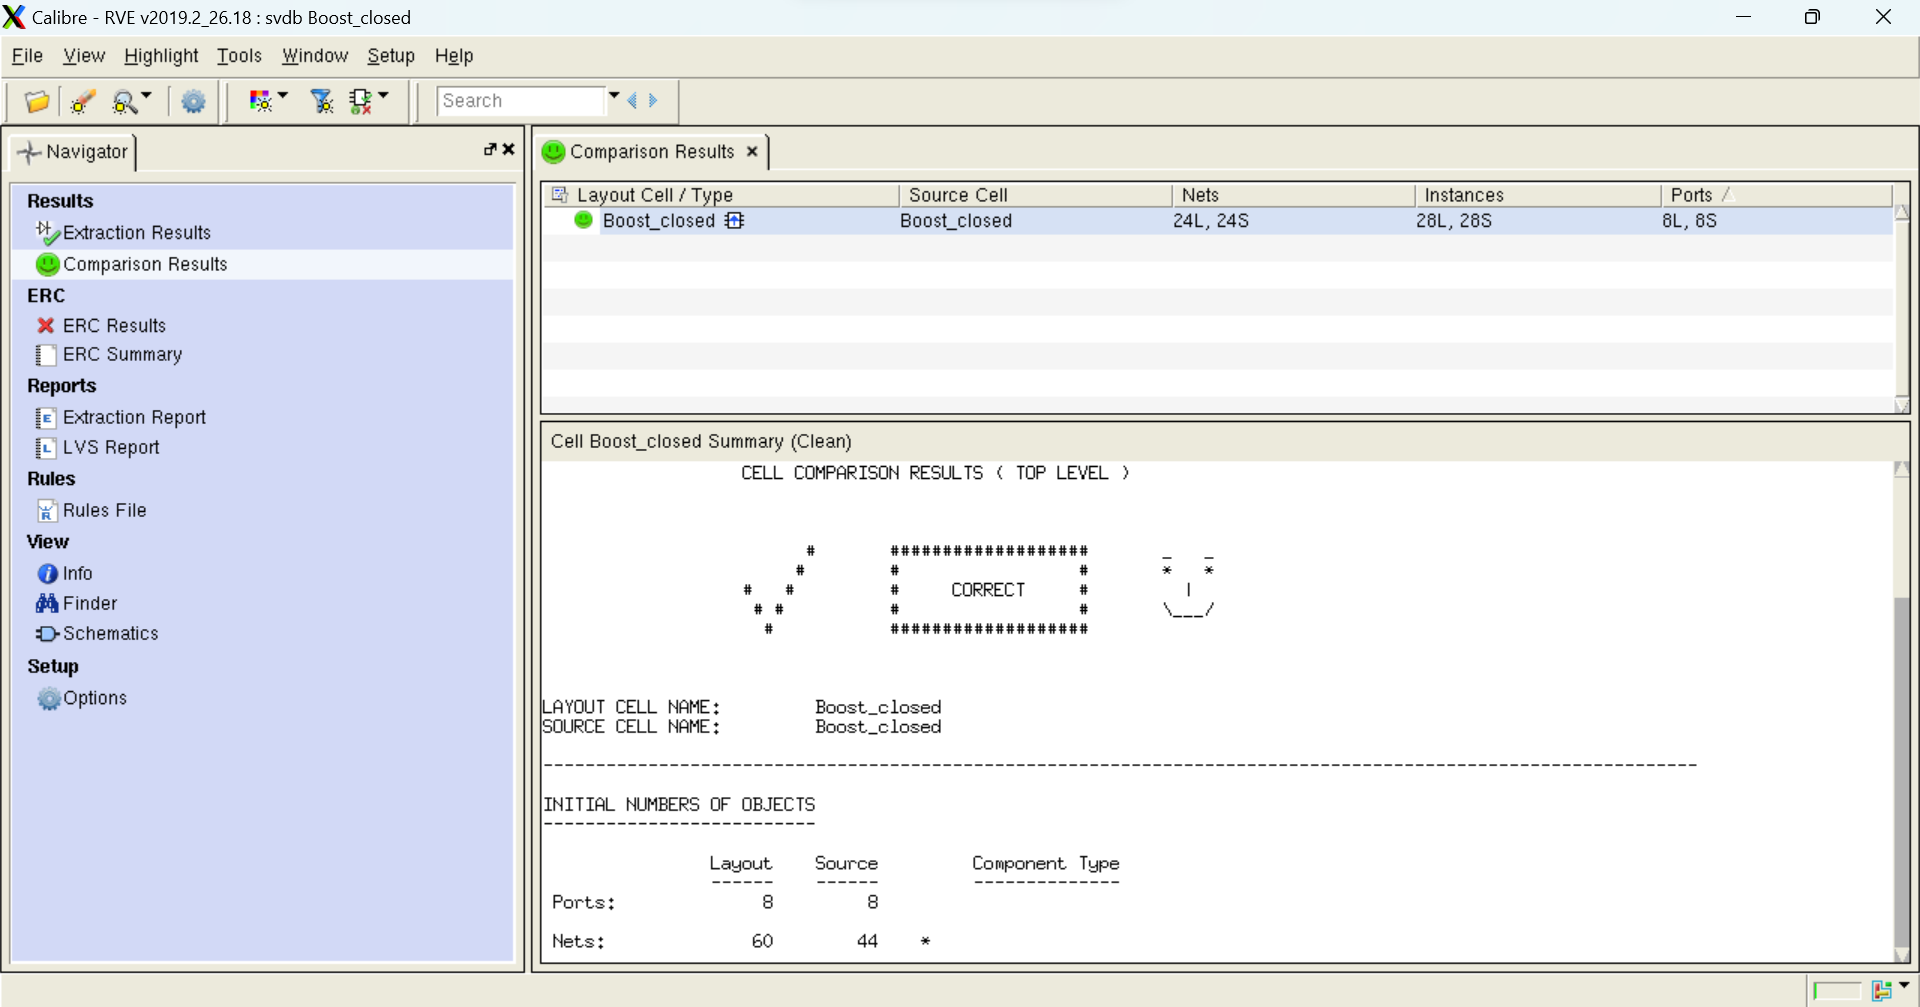 Calibre - RVE v2019.2_26.18 : svdb Boost_closed
File View Highlight Tools Window Setup Help
Search
Navigator
Results
Extraction Results
Comparison Results
ERC
ERC Results
ERC Summary
Reports
Extraction Report
LVS Report
Rules
Rules File
View
Info
Finder
Schematics
Setup
Options
Comparison Results
Layout Cell / Type Source Cell Nets Instances Ports
Boost_closed Boost_closed 24L, 24S 28L, 28S 8L, 8S
Cell Boost_closed Summary (Clean)
CELL COMPARISON RESULTS ( TOP LEVEL )
# ################### _ _
# # # * *
# # # CORRECT # |
# # # # \___/
# ###################
LAYOUT CELL NAME: Boost_closed
SOURCE CELL NAME: Boost_closed
--------------------------------------------------------------------------------------------------------------
INITIAL NUMBERS OF OBJECTS
--------------------------
Layout Source Component Type
------ ------ --------------
Ports: 8 8
Nets: 60 44 *